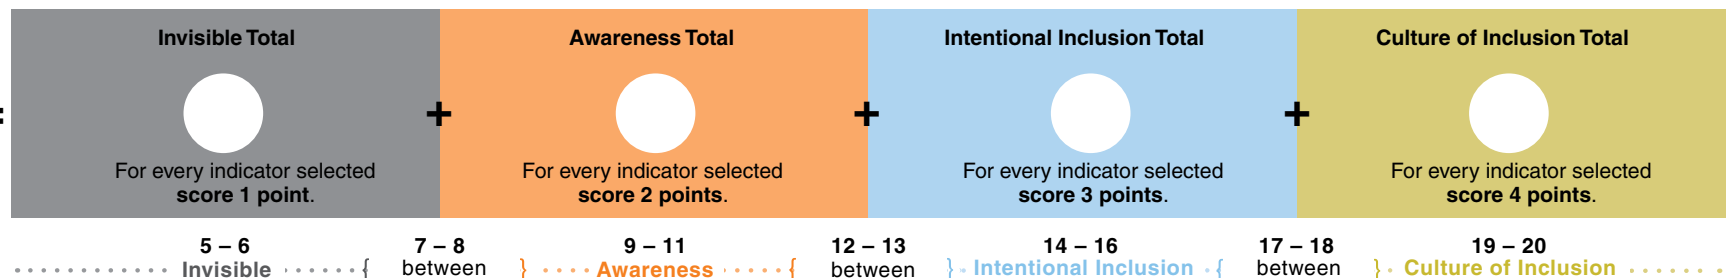 Invisible Total
Awareness Total
Intentional Inclusion Total
Culture of Inclusion Total
+
+
+
For every indicator selected
score 1 point.
For every indicator selected
score 2 points.
For every indicator selected
score 3 points.
For every indicator selected
score 4 points.
5 – 6
7 – 8
9 – 11
12 – 13
14 – 16
17 – 18
19 – 20
Invisible
between
Awareness
between
Intentional Inclusion
between
Culture of Inclusion